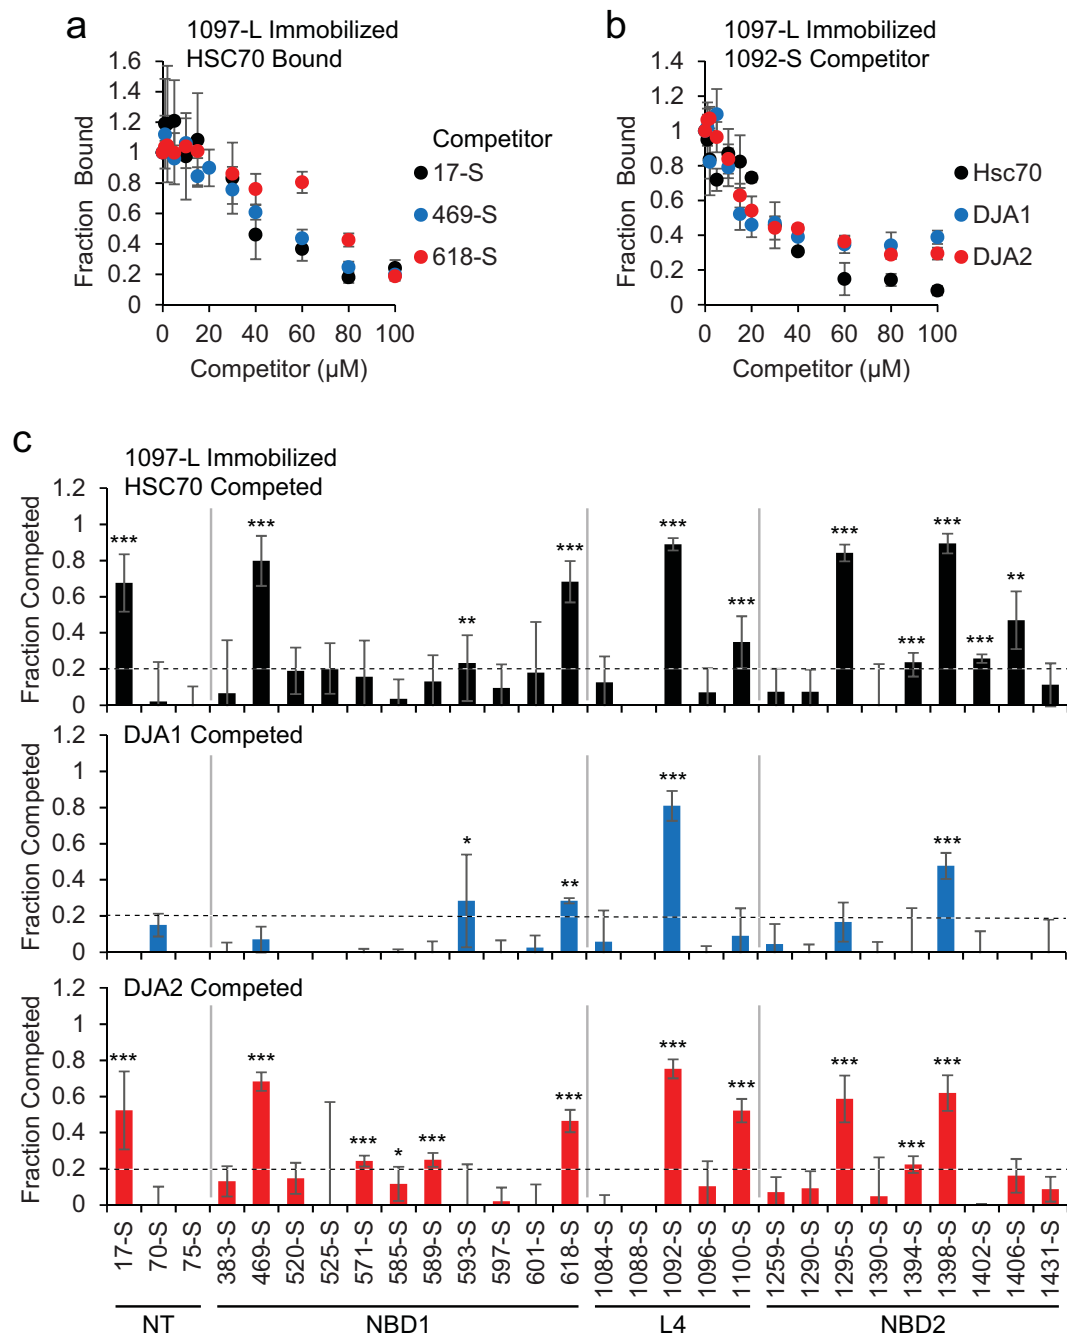 a
1097-L Immobilized
HSC70 Bound
1.6
1.4
1.2
1
0.8
0.6
0.4
0.2
0
Fraction Bound
0 20 40 60 80 100
Competitor (µM)
Competitor
17-S
469-S
618-S
b
1097-L Immobilized
1092-S Competitor
1.4
1.2
1
0.8
0.6
0.4
0.2
0
Fraction Bound
0 20 40 60 80 100
Competitor (µM)
Hsc70
DJA1
DJA2
c
1097-L Immobilized
HSC70 Competed
1.2
1
0.8
0.6
0.4
0.2
0
Fraction Competed
*** *** ** *** *** *** *** *** *** *** **
DJA1 Competed
1.2
1
0.8
0.6
0.4
0.2
0
Fraction Competed
* ** *** ***
DJA2 Competed
1.2
1
0.8
0.6
0.4
0.2
0
Fraction Competed
*** *** *** * *** *** *** *** *** *** ***
17-S 70-S 75-S 383-S 469-S 520-S 525-S 571-S 585-S 589-S 593-S 597-S 601-S 618-S 1084-S 1088-S 1092-S 1096-S 1100-S 1259-S 1290-S 1295-S 1390-S 1394-S 1398-S 1402-S 1406-S 1431-S
NT NBD1 L4 NBD2